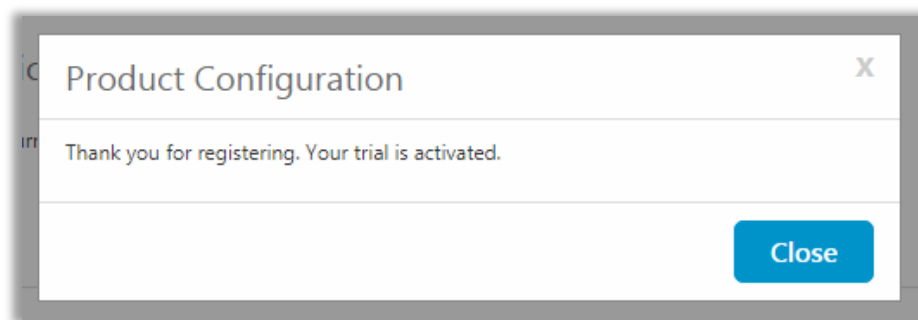 Product Configuration
X
Thank you for registering. Your trial is activated.
Close